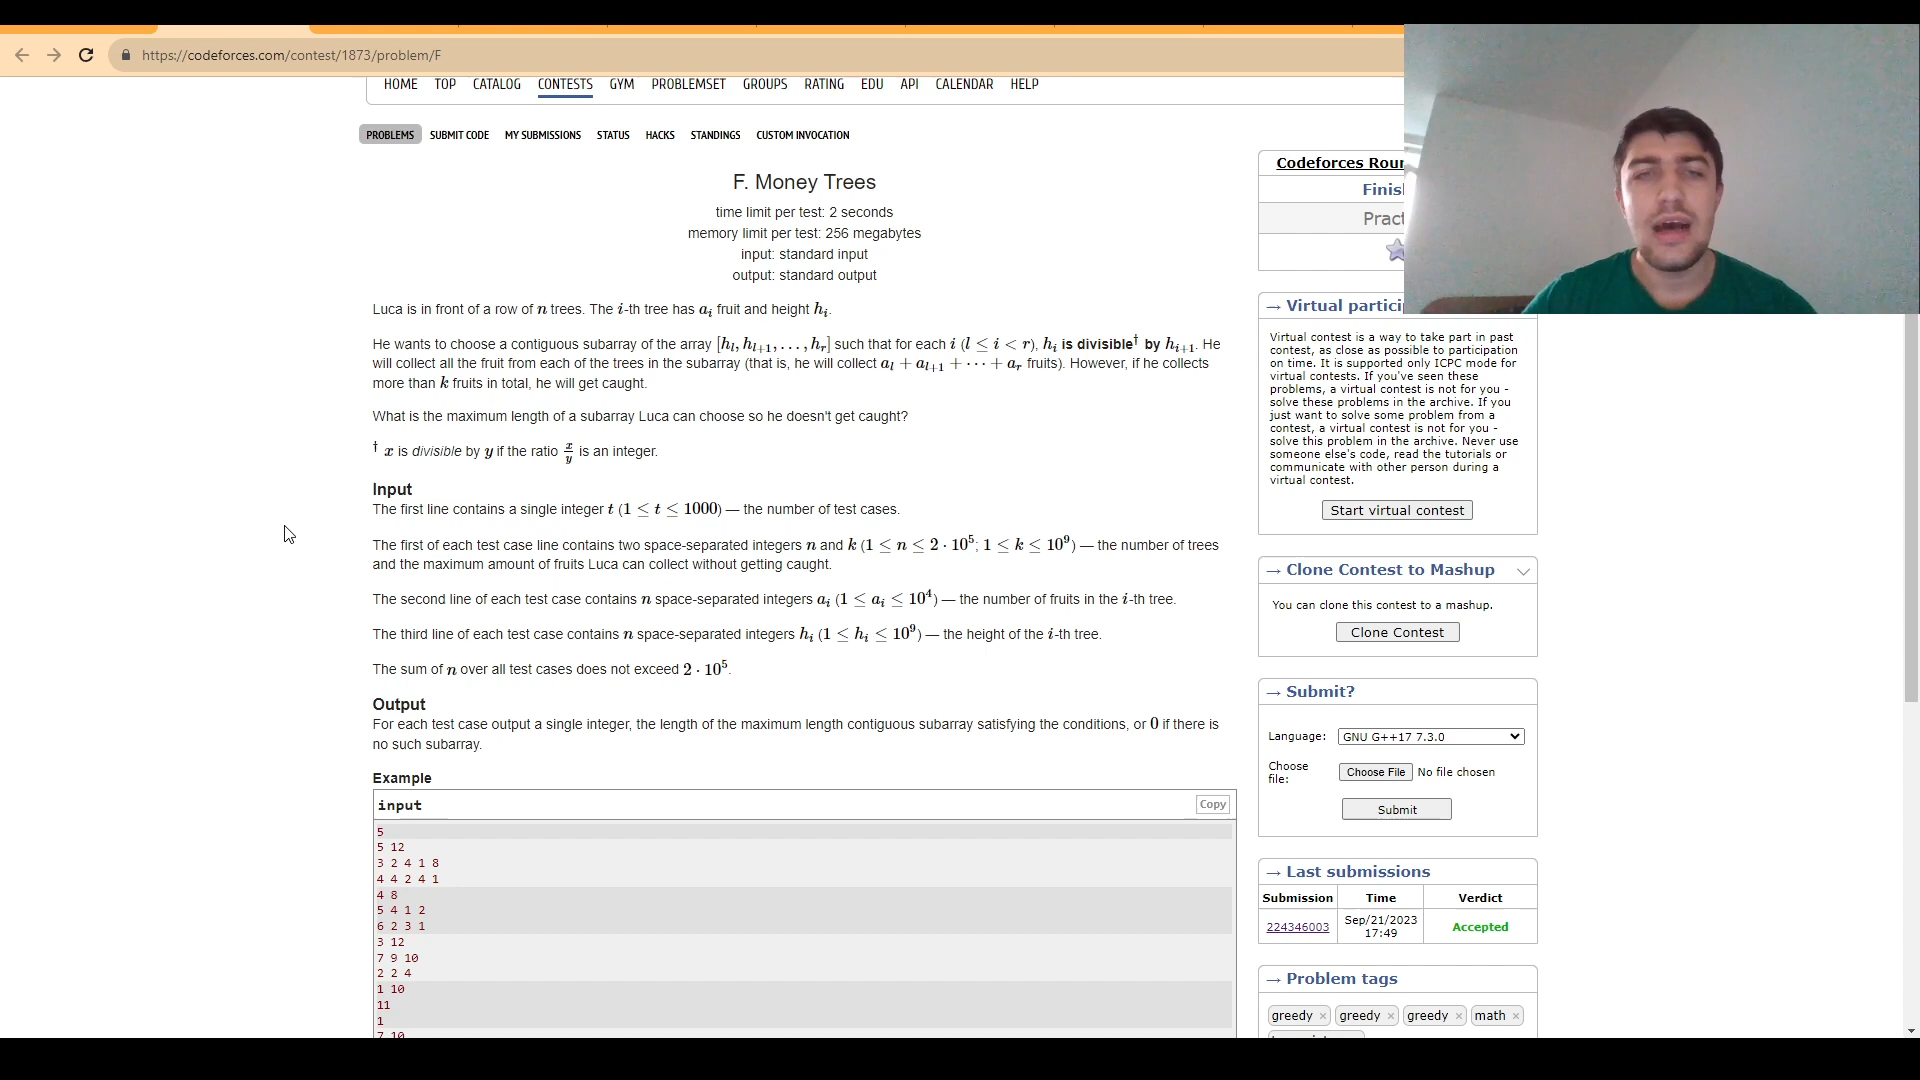 https://codeforces.com/contest/1873/problem/F
HOME TOP CATALOG CONTESTS GYM PROBLEMSET GROUPS RATING EDU API CALENDAR HELP
PROBLEMS SUBMIT CODE MY SUBMISSIONS STATUS HACKS STANDINGS CUSTOM INVOCATION
F. Money Trees
time limit per test: 2 seconds
memory limit per test: 256 megabytes
input: standard input
output: standard output
Luca is in front of a row of n trees. The i-th tree has a_i fruit and height h_i.
He wants to choose a contiguous subarray of the array [h_l, h_{l+1}, . . . , h_r] such that for each i (l ≤ i < r), h_i is divisible† by h_{i+1}. He
will collect all the fruit from each of the trees in the subarray (that is, he will collect a_l + a_{l+1} + ··· + a_r fruits). However, if he collects
more than k fruits in total, he will get caught.
What is the maximum length of a subarray Luca can choose so he doesn't get caught?
† x is divisible by y if the ratio x/y is an integer.
Input
The first line contains a single integer t (1 ≤ t ≤ 1000) — the number of test cases.
The first of each test case line contains two space-separated integers n and k (1 ≤ n ≤ 2 · 10^5; 1 ≤ k ≤ 10^9) — the number of trees
and the maximum amount of fruits Luca can collect without getting caught.
The second line of each test case contains n space-separated integers a_i (1 ≤ a_i ≤ 10^4) — the number of fruits in the i-th tree.
The third line of each test case contains n space-separated integers h_i (1 ≤ h_i ≤ 10^9) — the height of the i-th tree.
The sum of n over all test cases does not exceed 2 · 10^5.
Output
For each test case output a single integer, the length of the maximum length contiguous subarray satisfying the conditions, or 0 if there is
no such subarray.
Example
input Copy
5
5 12
3 2 4 1 8
4 4 2 4 1
4 8
5 4 1 2
6 2 3 1
3 12
7 9 10
2 2 4
1 10
11
1
7 10
Codeforces Rour
Finis
Pract
→ Virtual partici
Virtual contest is a way to take part in past
contest, as close as possible to participation
on time. It is supported only ICPC mode for
virtual contests. If you've seen these
problems, a virtual contest is not for you -
solve these problems in the archive. If you
just want to solve some problem from a
contest, a virtual contest is not for you -
solve this problem in the archive. Never use
someone else's code, read the tutorials or
communicate with other person during a
virtual contest.
Start virtual contest
→ Clone Contest to Mashup
You can clone this contest to a mashup.
Clone Contest
→ Submit?
Language: GNU G++17 7.3.0
Choose
file: Choose File No file chosen
Submit
→ Last submissions
Submission Time Verdict
224346003 Sep/21/2023
17:49 Accepted
→ Problem tags
greedy × greedy × greedy × math ×